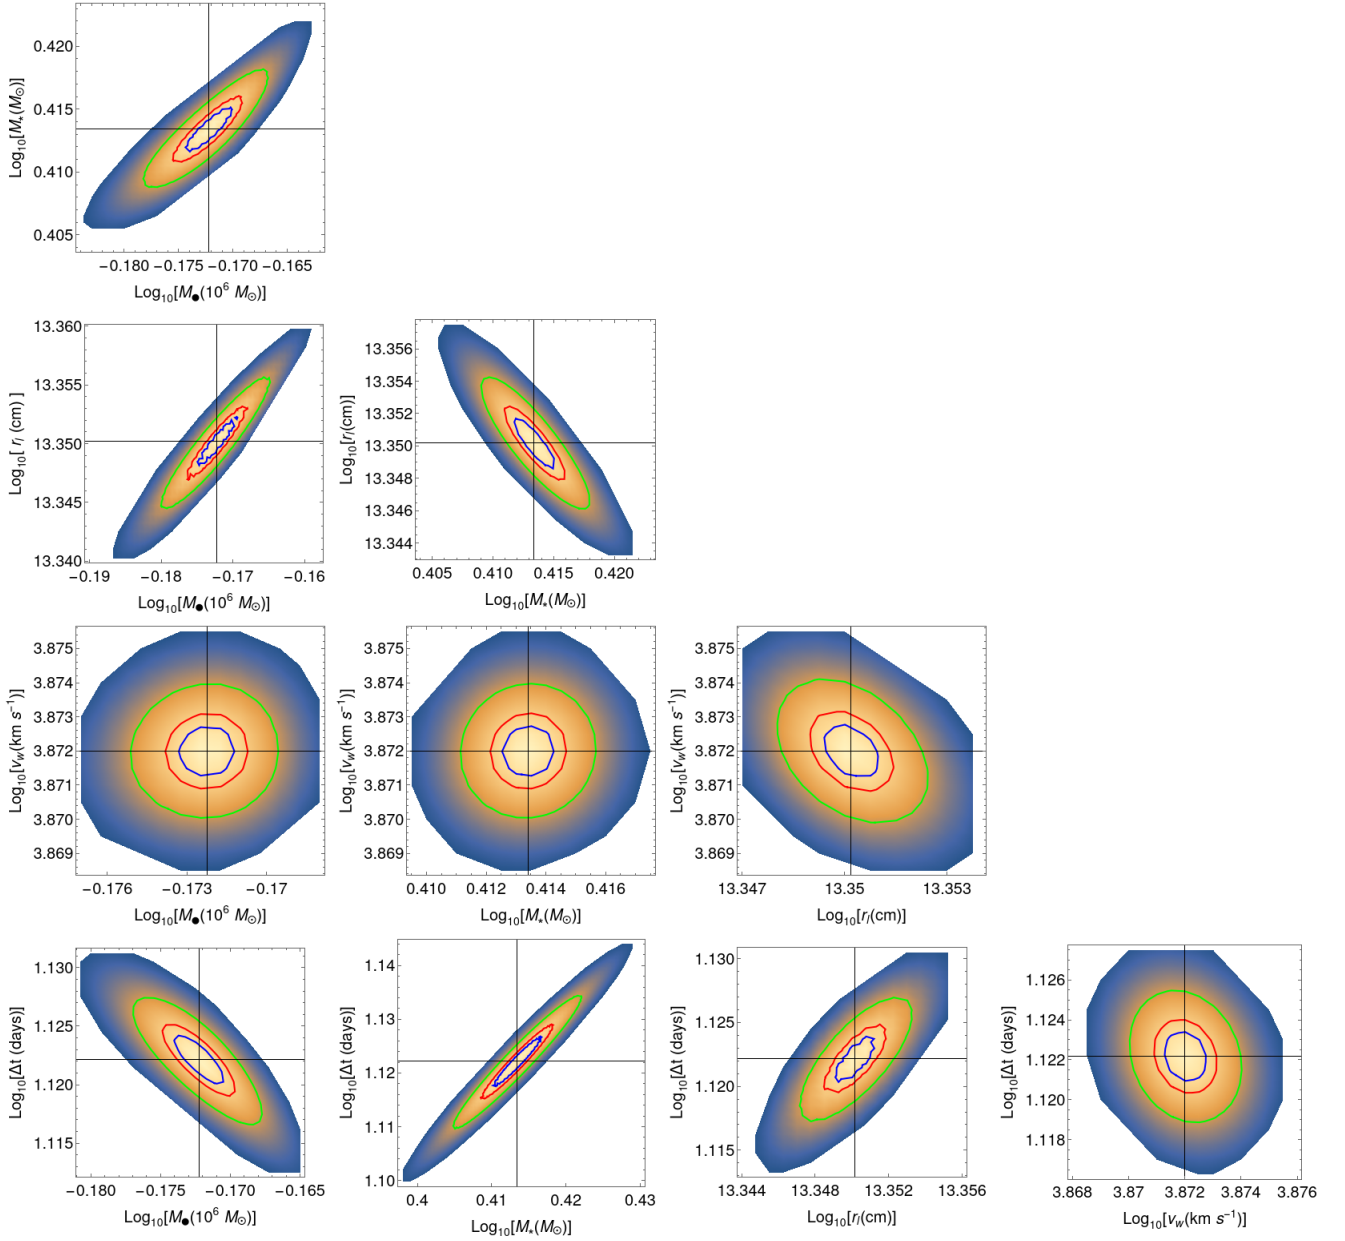 0.420
0.415
0.410
0.405
Log10[M⋆(M⊙)]
−0.180 −0.175 −0.170 −0.165
Log10[M●(10^6 M⊙)]
13.360
13.355
13.350
13.345
13.340
Log10[ rl (cm) ]
−0.19 −0.18 −0.17 −0.16
Log10[M●(10^6 M⊙)]
13.356
13.354
13.352
13.350
13.348
13.346
13.344
Log10[rl(cm)]
0.405 0.410 0.415 0.420
Log10[M⋆(M⊙)]
3.875
3.874
3.873
3.872
3.871
3.870
3.869
Log10[vw(km s−1)]
−0.176 −0.173 −0.17
Log10[M●(10^6 M⊙)]
3.875
3.874
3.873
3.872
3.871
3.870
3.869
Log10[vw(km s−1)]
0.410 0.412 0.414 0.416
Log10[M⋆(M⊙)]
3.875
3.874
3.873
3.872
3.871
3.870
3.869
Log10[vw(km s−1)]
13.347 13.35 13.353
Log10[rl(cm)]
1.130
1.125
1.120
1.115
Log10[Δt (days)]
−0.180 −0.175 −0.170 −0.165
Log10[M●(10^6 M⊙)]
1.14
1.13
1.12
1.11
1.10
Log10[Δt (days)]
0.4 0.41 0.42 0.43
Log10[M⋆(M⊙)]
1.130
1.125
1.120
1.115
Log10[Δt (days)]
13.344 13.348 13.352 13.356
Log10[rl(cm)]
1.126
1.124
1.122
1.120
1.118
Log10[Δt (days)]
3.868 3.87 3.872 3.874 3.876
Log10[vw(km s−1)]